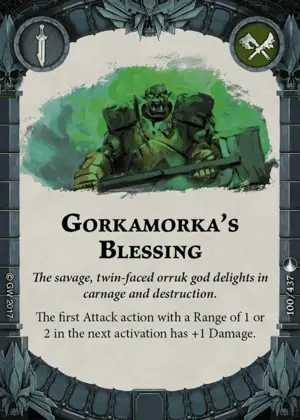 GORKAMORKA'S
BLESSING
The savage, twin-faced orruk god delights in
carnage and destruction.
The first Attack action with a Range of 1 or
2 in the next activation has +1 Damage.
© GW 2017
100/437